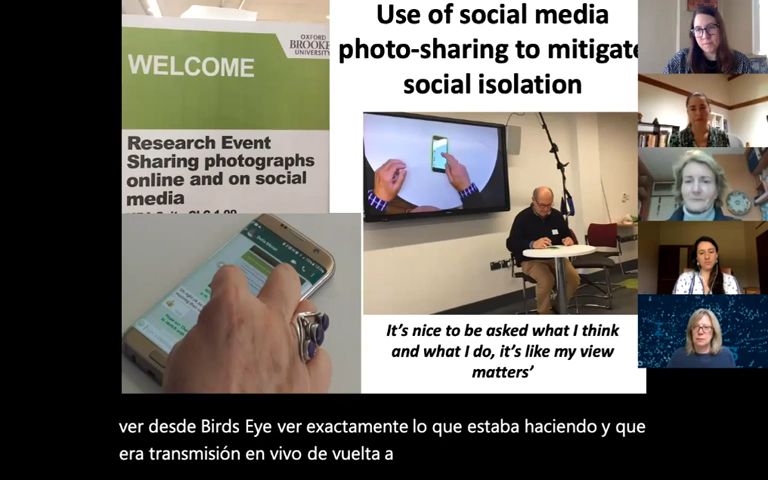 OXFORD
BROOKES
UNIVERSITY
WELCOME
Research Event
Sharing photographs
online and on social
media
Use of social media
photo-sharing to mitigate
social isolation
It's nice to be asked what I think
and what I do, it's like my view
matters'
ver desde Birds Eye ver exactamente lo que estaba haciendo y que
era transmisión en vivo de vuelta a